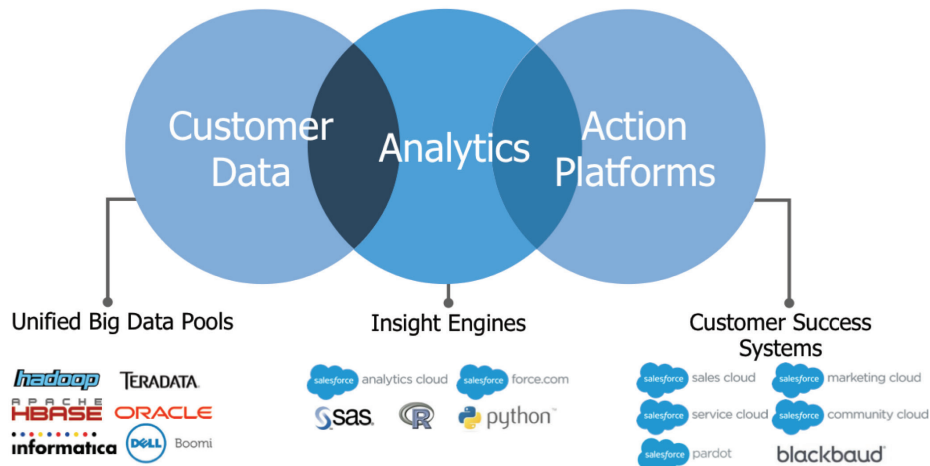 Customer
Data
Analytics
Action
Platforms
Unified Big Data Pools
Insight Engines
Customer Success
Systems
hadoop
TERADATA
APACHE
HBASE
ORACLE
informatica
DELL Boomi
salesforce analytics cloud
salesforce force.com
sas
R
python™
salesforce sales cloud
salesforce marketing cloud
salesforce service cloud
salesforce community cloud
salesforce pardot
blackbaud